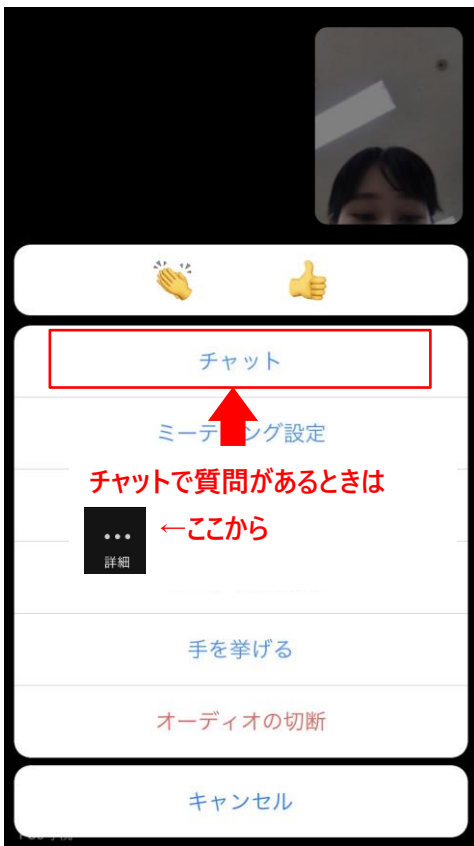 チャット
ミーティング設定
チャットで質問があるときは
←ここから
詳細
手を挙げる
オーディオの切断
キャンセル